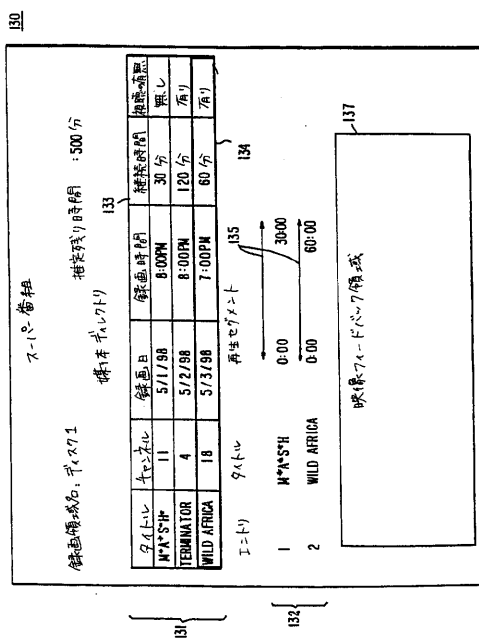 130
スーパー番組
録画領域名:ディスク1 推定残り時間 :500分
媒体ディレクトリ
133
タイトル チャンネル 録画日 録画時間 継続時間 視聴の有無
M*A*S*H* 11 5/1/98 8:00PM 30分 無し
TERMINATOR 4 5/2/98 8:00PM 120分 有り
WILD AFRICA 18 5/3/98 7:00PM 60分 有り
131
134
エントリ タイトル 再生セグメント
135
1 M*A*S*H 0:00 30:00
2 WILD AFRICA 0:00 60:00
132
137
映像フィードバック領域